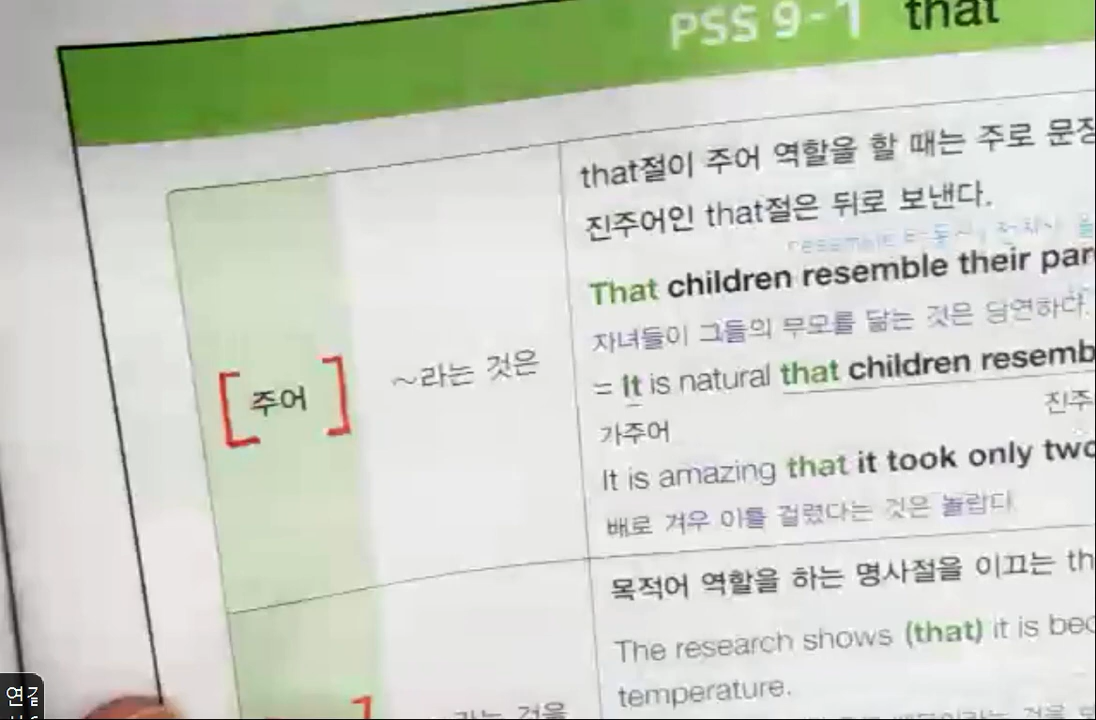 PSS 9-1 that
that절이 주어 역할을 할 때는 주로 문장
진주어인 that절은 뒤로 보낸다.
That children resemble their par
자녀들이 그들의 부모를 닮는 것은 당연하다.
[주어] ~라는 것은
= It is natural that children resemb
가주어 진주
It is amazing that it took only two
배로 겨우 이틀 걸렸다는 것은 놀랍다
목적어 역할을 하는 명사절을 이끄는 th
The research shows (that) it is bec
temperature.
라는 것을
연결